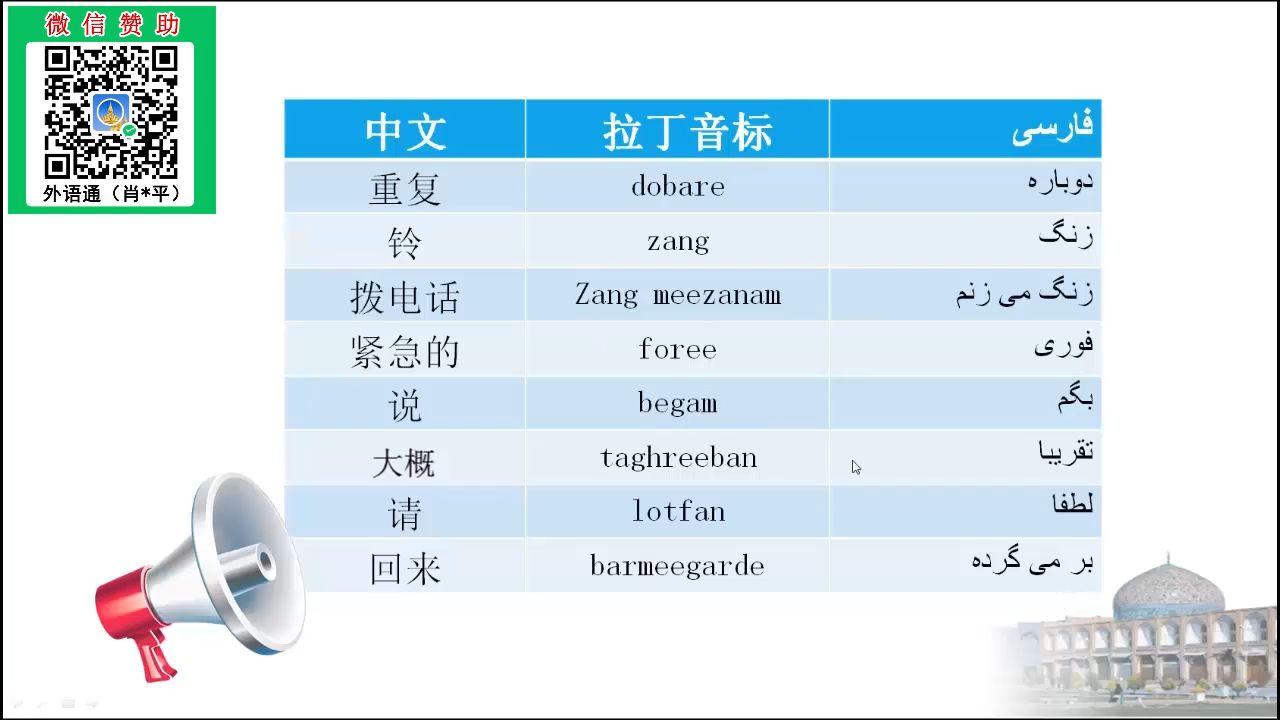 微信赞助
外语通（肖*平）
中文 拉丁音标 فارسی
重复 dobare دوباره
铃 zang زنگ
拨电话 Zang meezanam زنگ می زنم
紧急的 foree فوری
说 begam بگم
大概 taghreeban تقریبا
请 lotfan لطفا
回来 barmeegarde بر می گرده